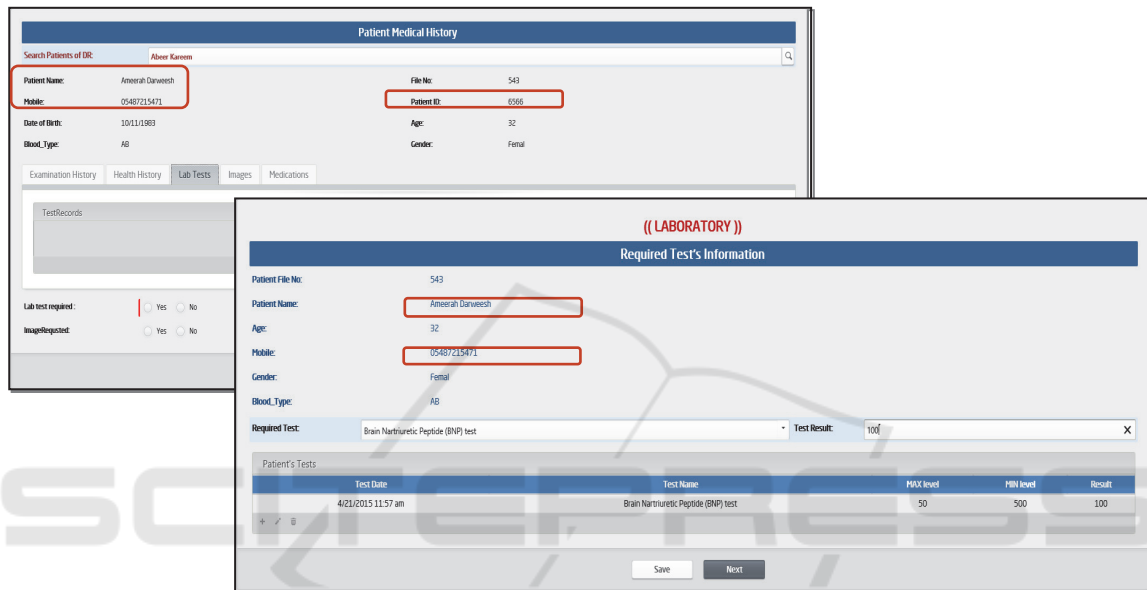 Patient Medical History
Search Patients of DR: Abeer Kareem
Patient Name: Ameerah Darweesh File No: 543
Mobile: 05487215471 Patient ID: 6566
Date of Birth: 10/11/1983 Age: 32
Blood_Type: AB Gender: Femal
Examination History Health History Lab Tests Images Medications
TestRecords
Lab test required: Yes No
ImageRequsted: Yes No
(( LABORATORY ))
Required Test's Information
Patient File No: 543
Patient Name: Ameerah Darweesh
Age: 32
Mobile: 05487215471
Gender: Femal
Blood_Type: AB
Required Test: Brain Nartriuretic Peptide (BNP) test Test Result: 100 X
Patient's Tests
Test Date Test Name MAX level MIN level Result
4/21/2015 11:57 am Brain Nartriuretic Peptide (BNP) test 50 500 100
Save Next
SCITEPRESS